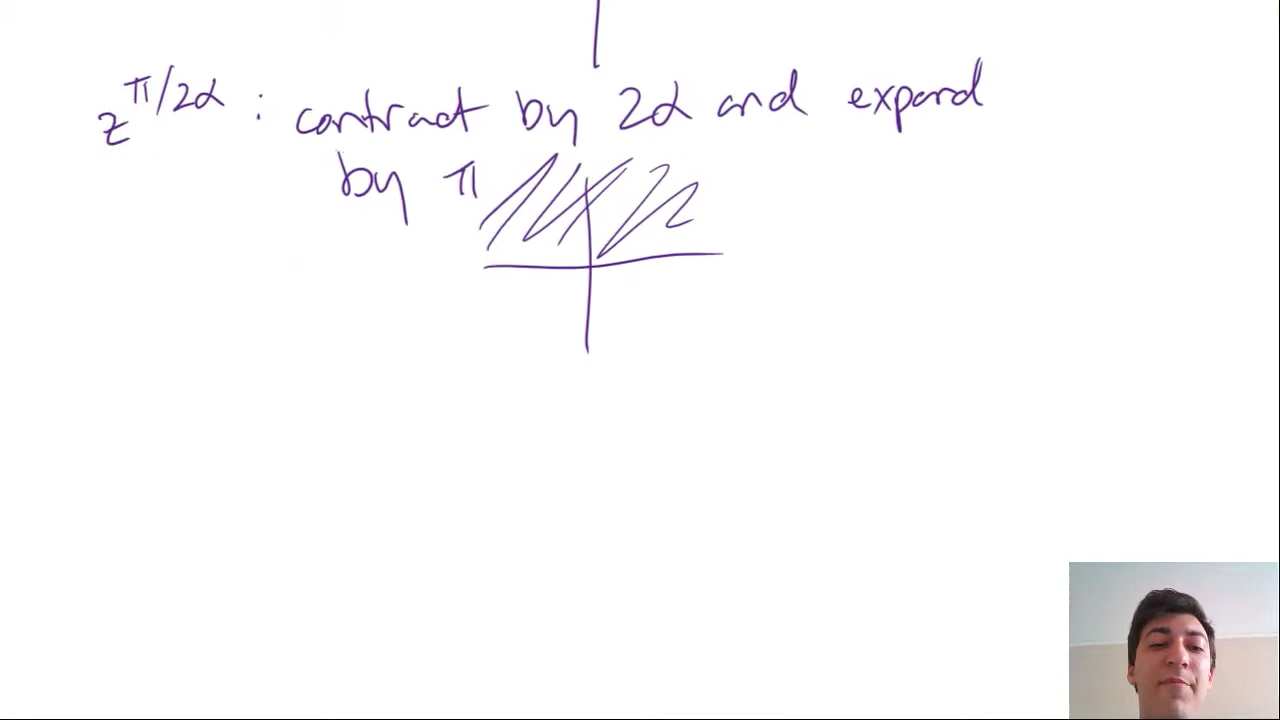 z^π/2α : contract by 2α and expand
by π